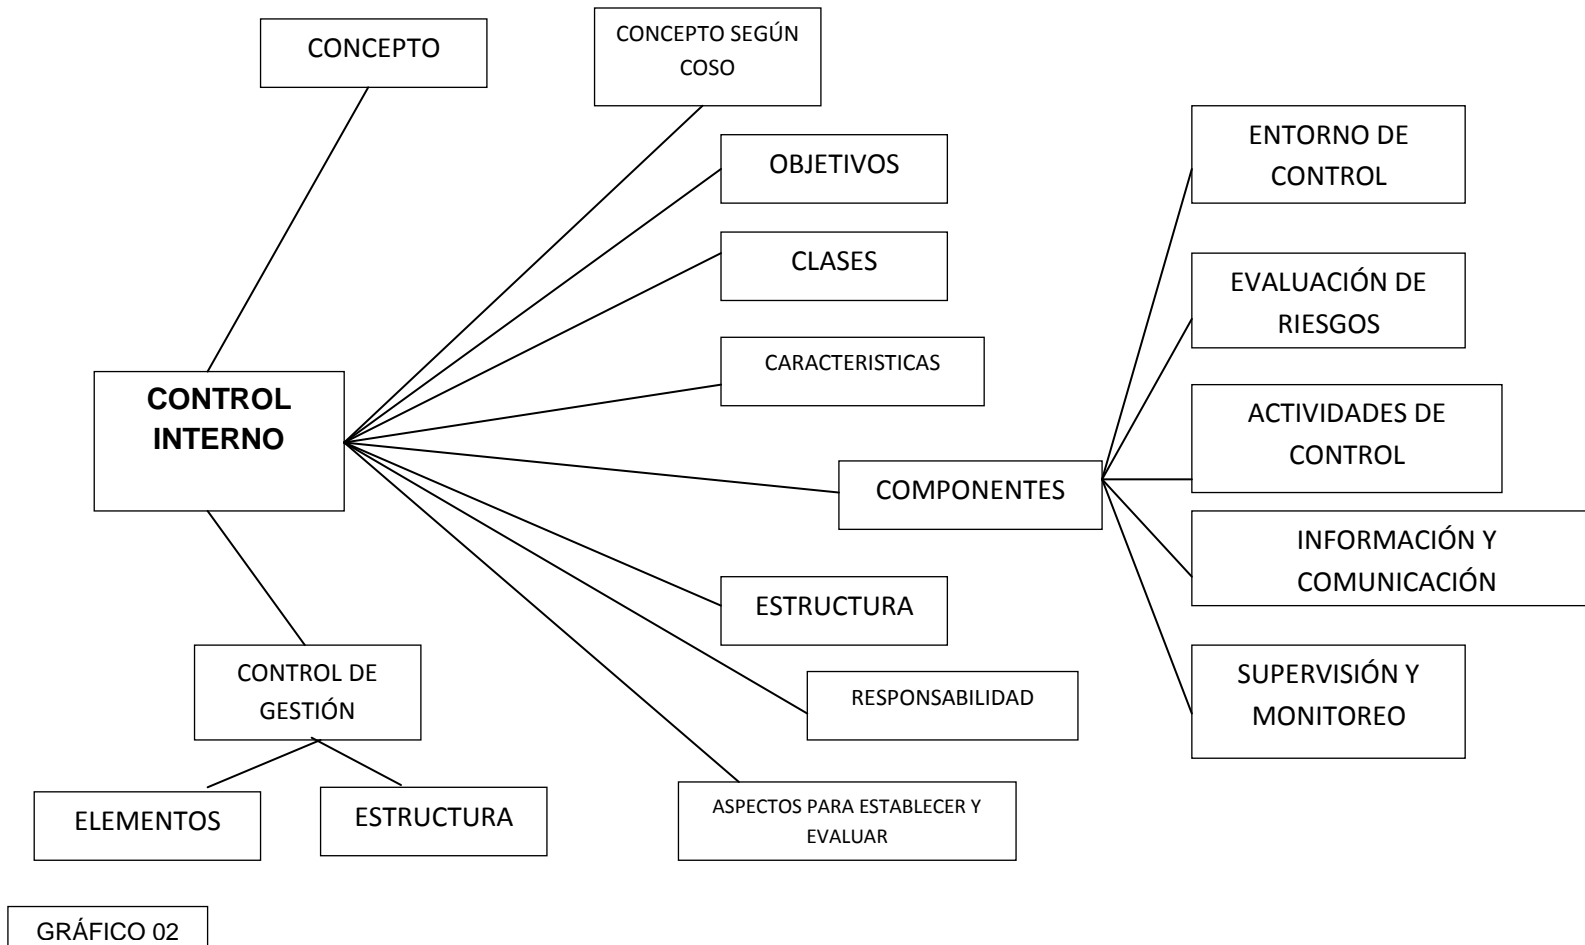 CONCEPTO
CONCEPTO SEGÚN
COSO
OBJETIVOS
CLASES
CARACTERISTICAS
CONTROL
INTERNO
COMPONENTES
ENTORNO DE
CONTROL
EVALUACIÓN DE
RIESGOS
ACTIVIDADES DE
CONTROL
INFORMACIÓN Y
COMUNICACIÓN
SUPERVISIÓN Y
MONITOREO
ESTRUCTURA
RESPONSABILIDAD
ASPECTOS PARA ESTABLECER Y
EVALUAR
CONTROL DE
GESTIÓN
ELEMENTOS
ESTRUCTURA
GRÁFICO 02